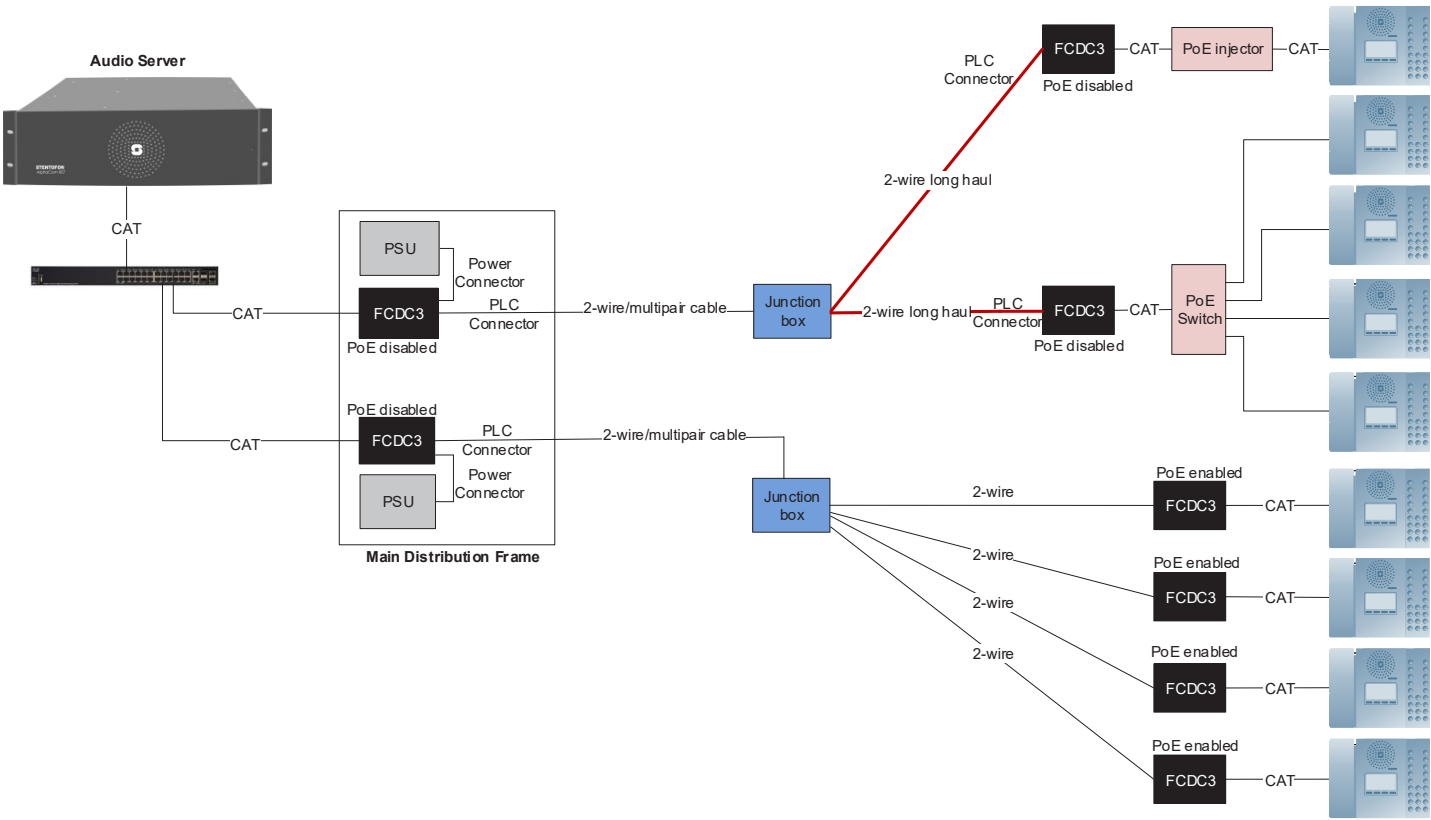 Audio Server
STENTOFON
AlphaCom XE7
CAT
CAT
CAT
PSU
Power
Connector
FCDC3
PLC
Connector
PoE disabled
PoE disabled
FCDC3
PLC
Connector
Power
Connector
PSU
Main Distribution Frame
2-wire/multipair cable
2-wire/multipair cable
Junction
box
Junction
box
2-wire long haul
PLC
Connector
FCDC3
PoE disabled
CAT
PoE injector
CAT
2-wire long haul
PLC
Connector
FCDC3
PoE disabled
CAT
PoE
Switch
2-wire
PoE enabled
FCDC3
CAT
2-wire
PoE enabled
FCDC3
CAT
2-wire
PoE enabled
FCDC3
CAT
2-wire
PoE enabled
FCDC3
CAT